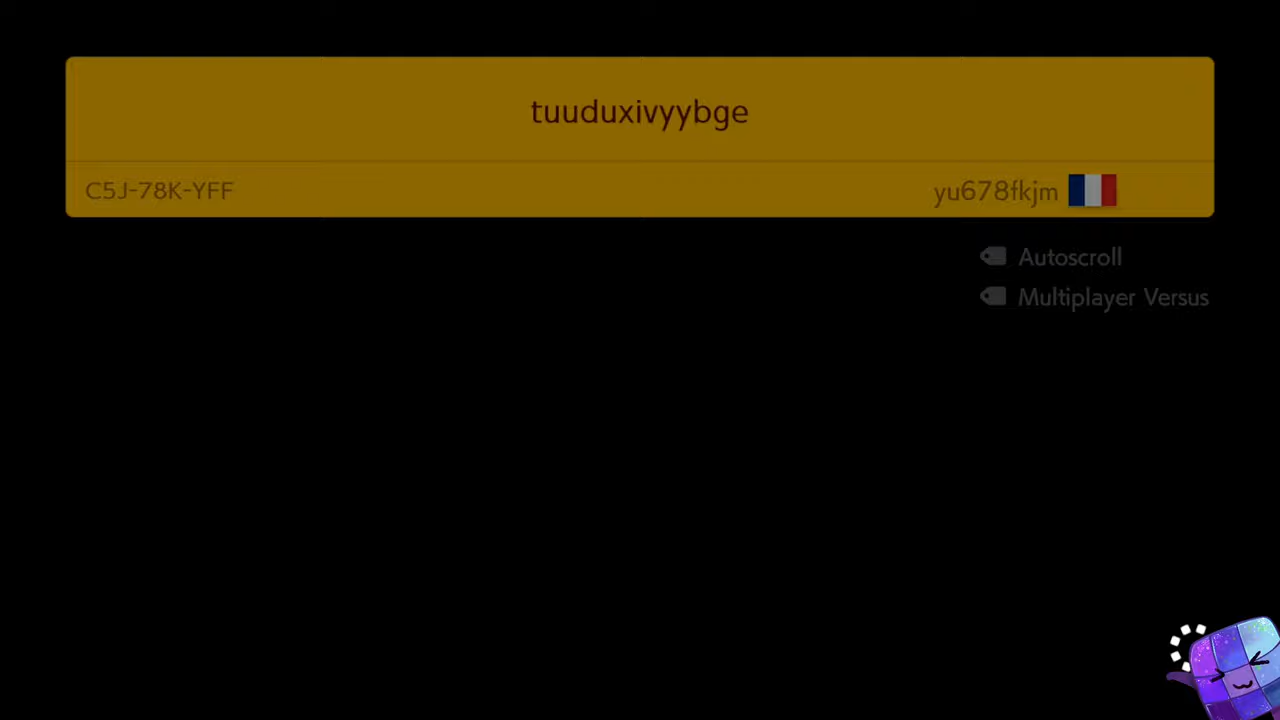 tuuduxivyybge
C5J-78K-YFF
yu678fkjm
Autoscroll
Multiplayer Versus